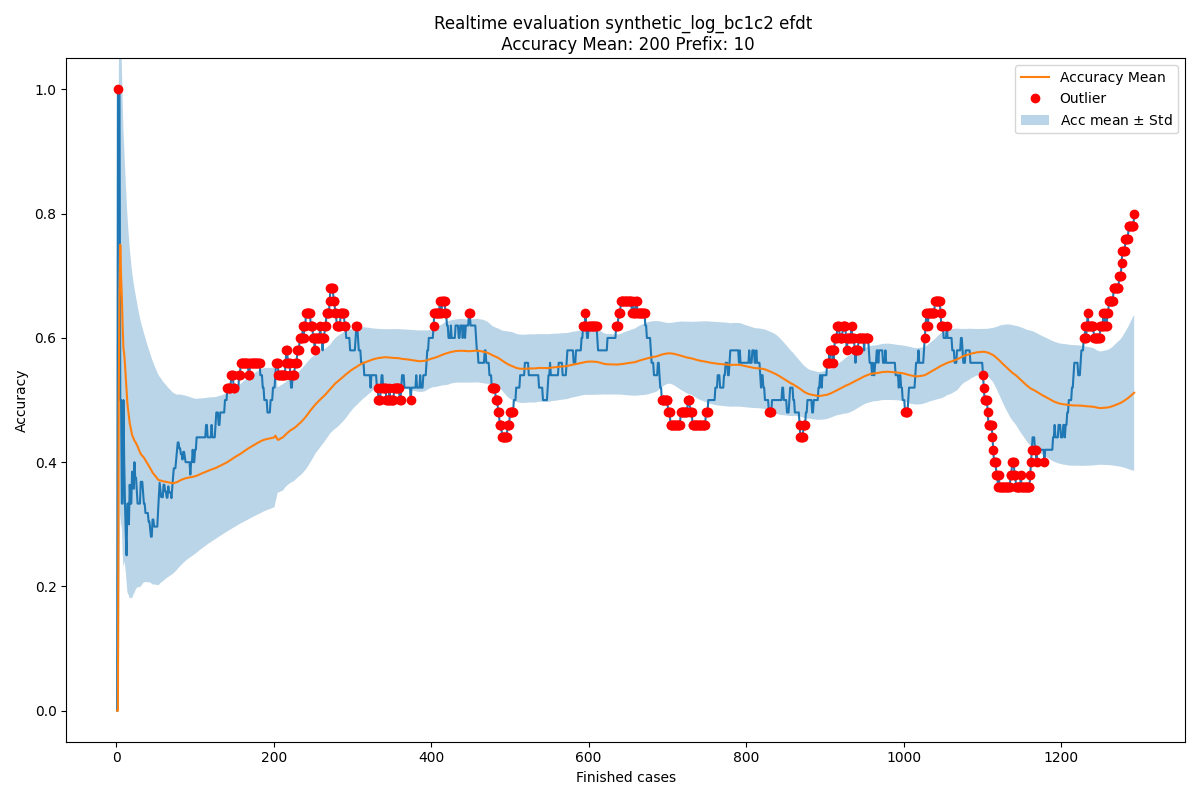 Realtime evaluation synthetic_log_bc1c2 efdt
Accuracy Mean: 200 Prefix: 10
Accuracy Mean
Outlier
Acc mean ± Std
Accuracy
1.0
0.8
0.6
0.4
0.2
0.0
0 200 400 600 800 1000 1200
Finished cases